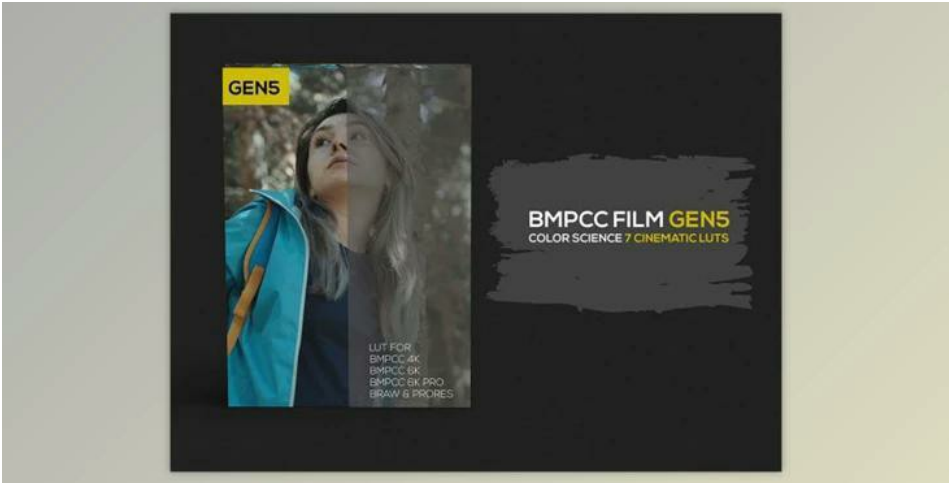 GEN5
LUT FOR
BMPCC 4K
BMPCC 6K
BMPCC 6K PRO
BRAW & PRORES
BMPCC FILM GEN5
COLOR SCIENCE 7 CINEMATIC LUTS